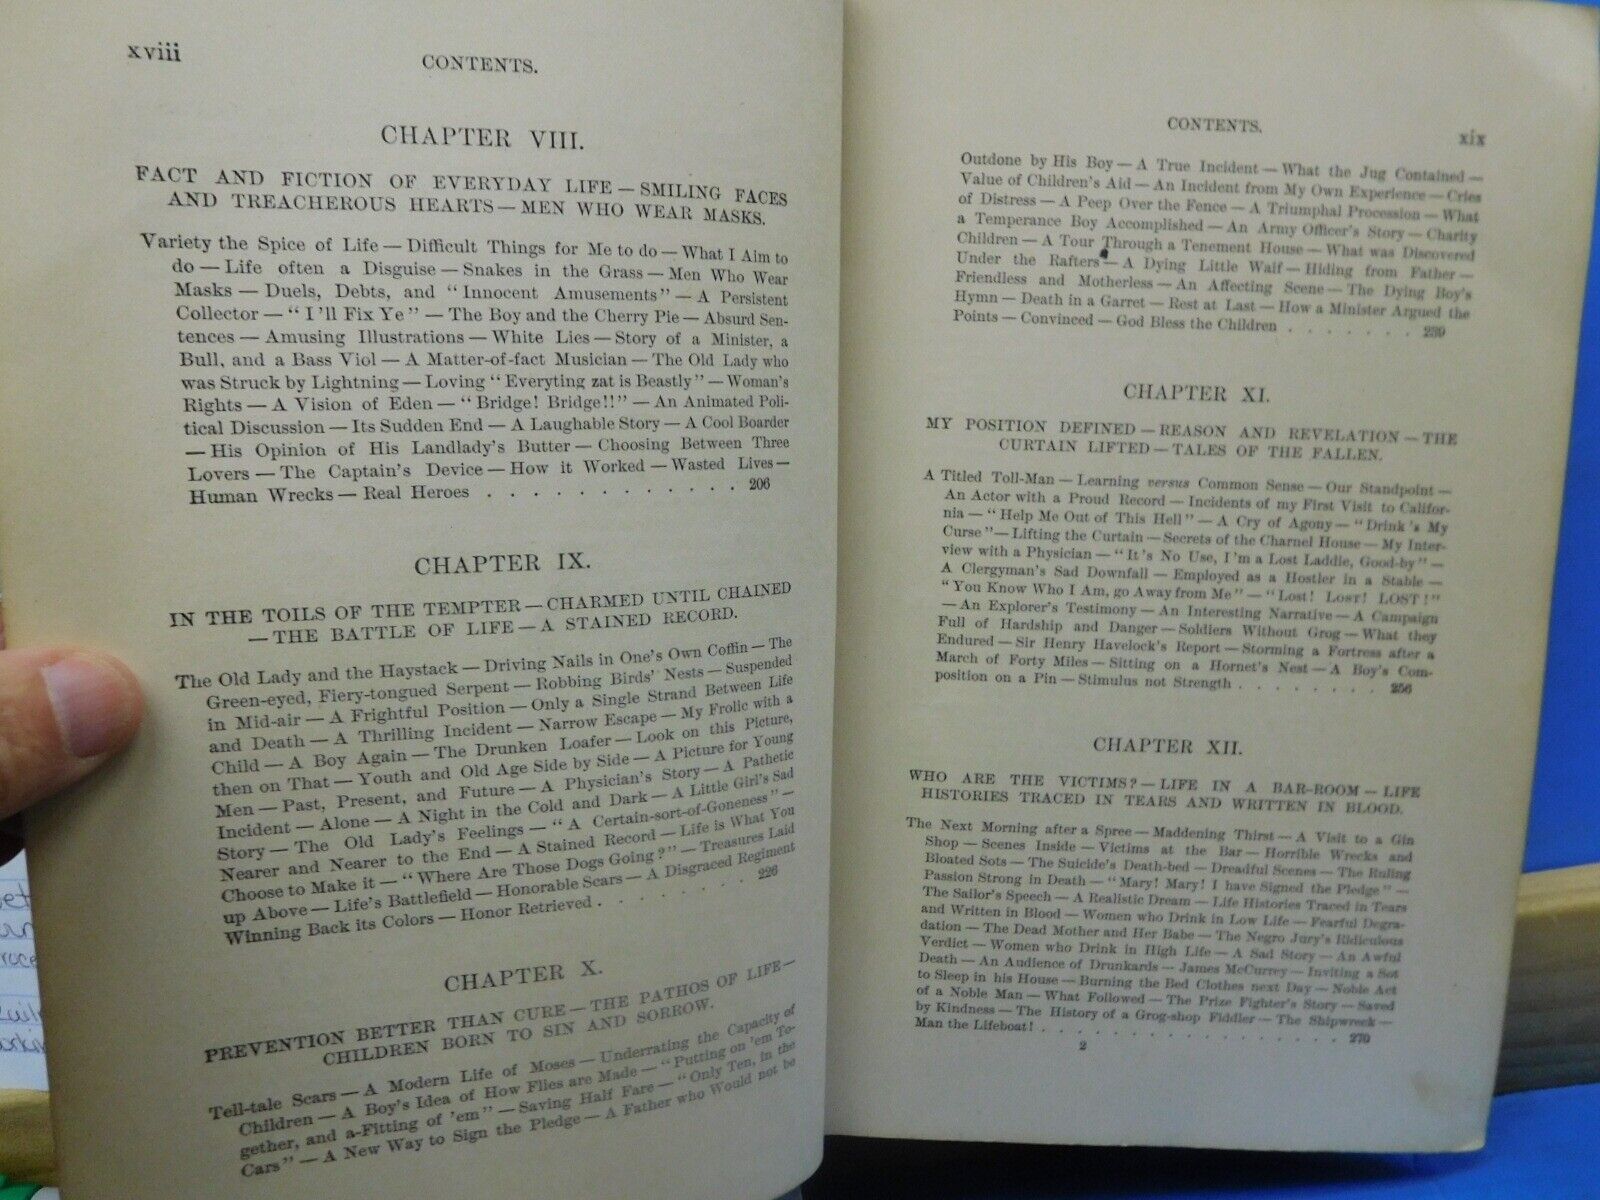 xviii
CONTENTS.
CHAPTER VIII.
FACT AND FICTION OF EVERYDAY LIFE — SMILING FACES
AND TREACHEROUS HEARTS — MEN WHO WEAR MASKS.
Variety the Spice of Life — Difficult Things for Me to do — What I Aim to
do — Life often a Disguise — Snakes in the Grass — Men Who Wear
Masks — Duels, Debts, and "Innocent Amusements" — A Persistent
Collector — "I'll Fix Ye" — The Boy and the Cherry Pie — Absurd Sen-
tences — Amusing Illustrations — White Lies — Story of a Minister, a
Bull, and a Bass Viol — A Matter-of-fact Musician — The Old Lady who
was Struck by Lightning — Loving "Everyting zat is Beastly" — Woman's
Rights — A Vision of Eden — "Bridge! Bridge!!" — An Animated Poli-
tical Discussion — Its Sudden End — A Laughable Story — A Cool Boarder
— His Opinion of His Landlady's Butter — Choosing Between Three
Lovers — The Captain's Device — How it Worked — Wasted Lives —
Human Wrecks — Real Heroes . . . . . . . . . . . . 206
CHAPTER IX.
IN THE TOILS OF THE TEMPTER — CHARMED UNTIL CHAINED
— THE BATTLE OF LIFE — A STAINED RECORD.
The Old Lady and the Haystack — Driving Nails in One's Own Coffin — The
Green-eyed, Fiery-tongued Serpent — Robbing Birds' Nests — Suspended
in Mid-air — A Frightful Position — Only a Single Strand Between Life
and Death — A Thrilling Incident — Narrow Escape — My Frolic with a
Child — A Boy Again — The Drunken Loafer — Look on this Picture,
then on That — Youth and Old Age Side by Side — A Picture for Young
Men — Past, Present, and Future — A Physician's Story — A Pathetic
Incident — Alone — A Night in the Cold and Dark — A Little Girl's Sad
Story — The Old Lady's Feelings — "A Certain-sort-of-Goneness" —
Nearer and Nearer to the End — A Stained Record — Life is What You
Choose to Make it — "Where Are Those Dogs Going?" — Treasures Laid
up Above — Life's Battlefield — Honorable Scars — A Disgraced Regiment
Winning Back its Colors — Honor Retrieved . . . . . . . 226
CHAPTER X.
PREVENTION BETTER THAN CURE — THE PATHOS OF LIFE —
CHILDREN BORN TO SIN AND SORROW.
Tell-tale Scars — A Modern Life of Moses — Underrating the Capacity of
Children — A Boy's Idea of How Flies are Made — "Putting on 'em To-
gether, and a-Fitting of 'em" — Saving Half Fare — "Only Ten, in the
Cars" — A New Way to Sign the Pledge — A Father who Would not be
CONTENTS.
xix
Outdone by His Boy — A True Incident — What the Jug Contained —
Value of Children's Aid — An Incident from My Own Experience — Cries
of Distress — A Peep Over the Fence — A Triumphal Procession — What
a Temperance Boy Accomplished — An Army Officer's Story — Charity
Children — A Tour Through a Tenement House — What was Discovered
Under the Rafters — A Dying Little Waif — Hiding from Father —
Friendless and Motherless — An Affecting Scene — The Dying Boy's
Hymn — Death in a Garret — Rest at Last — How a Minister Argued the
Points — Convinced — God Bless the Children . . . . . . . 239
CHAPTER XI.
MY POSITION DEFINED — REASON AND REVELATION — THE
CURTAIN LIFTED — TALES OF THE FALLEN.
A Titled Toll-Man — Learning versus Common Sense — Our Standpoint —
An Actor with a Proud Record — Incidents of my First Visit to Califor-
nia — "Help Me Out of This Hell" — A Cry of Agony — "Drink's My
Curse" — Lifting the Curtain — Secrets of the Charnel House — My Inter-
view with a Physician — "It's No Use, I'm a Lost Laddie, Good-by" —
A Clergyman's Sad Downfall — Employed as a Hostler in a Stable —
"You Know Who I Am, go Away from Me" — "Lost! LOST! LOST!"
— An Explorer's Testimony — An Interesting Narrative — A Campaign
Full of Hardship and Danger — Soldiers Without Grog — What they
Endured — Sir Henry Havelock's Report — Storming a Fortress after a
March of Forty Miles — Sitting on a Hornet's Nest — A Boy's Com-
position on a Pin — Stimulus not Strength . . . . . . . . 256
CHAPTER XII.
WHO ARE THE VICTIMS? — LIFE IN A BAR-ROOM — LIFE
HISTORIES TRACED IN TEARS AND WRITTEN IN BLOOD.
The Next Morning after a Spree — Maddening Thirst — A Visit to a Gin
Shop — Scenes Inside — Victims at the Bar — Horrible Wrecks and
Bloated Sots — The Suicide's Death-bed — Dreadful Scenes — The Ruling
Passion Strong in Death — "Mary! Mary! I have Signed the Pledge" —
The Sailor's Speech — A Realistic Dream — Life Histories Traced in Tears
and Written in Blood — Women who Drink in Low Life — Fearful Degra-
dation — The Dead Mother and Her Babe — The Negro Jury's Ridiculous
Verdict — Women who Drink in High Life — A Sad Story — An Awful
Death — An Audience of Drunkards — James McCurrey — Inviting a Sot
to Sleep in his House — Burning the Bed Clothes next Day — Noble Act
of a Noble Man — What Followed — The Prize Fighter's Story — Saved
by Kindness — The History of a Grog-shop Fiddler — The Shipwreck —
Man the Lifeboat! . . . . . . . . . . . . . . 270
2